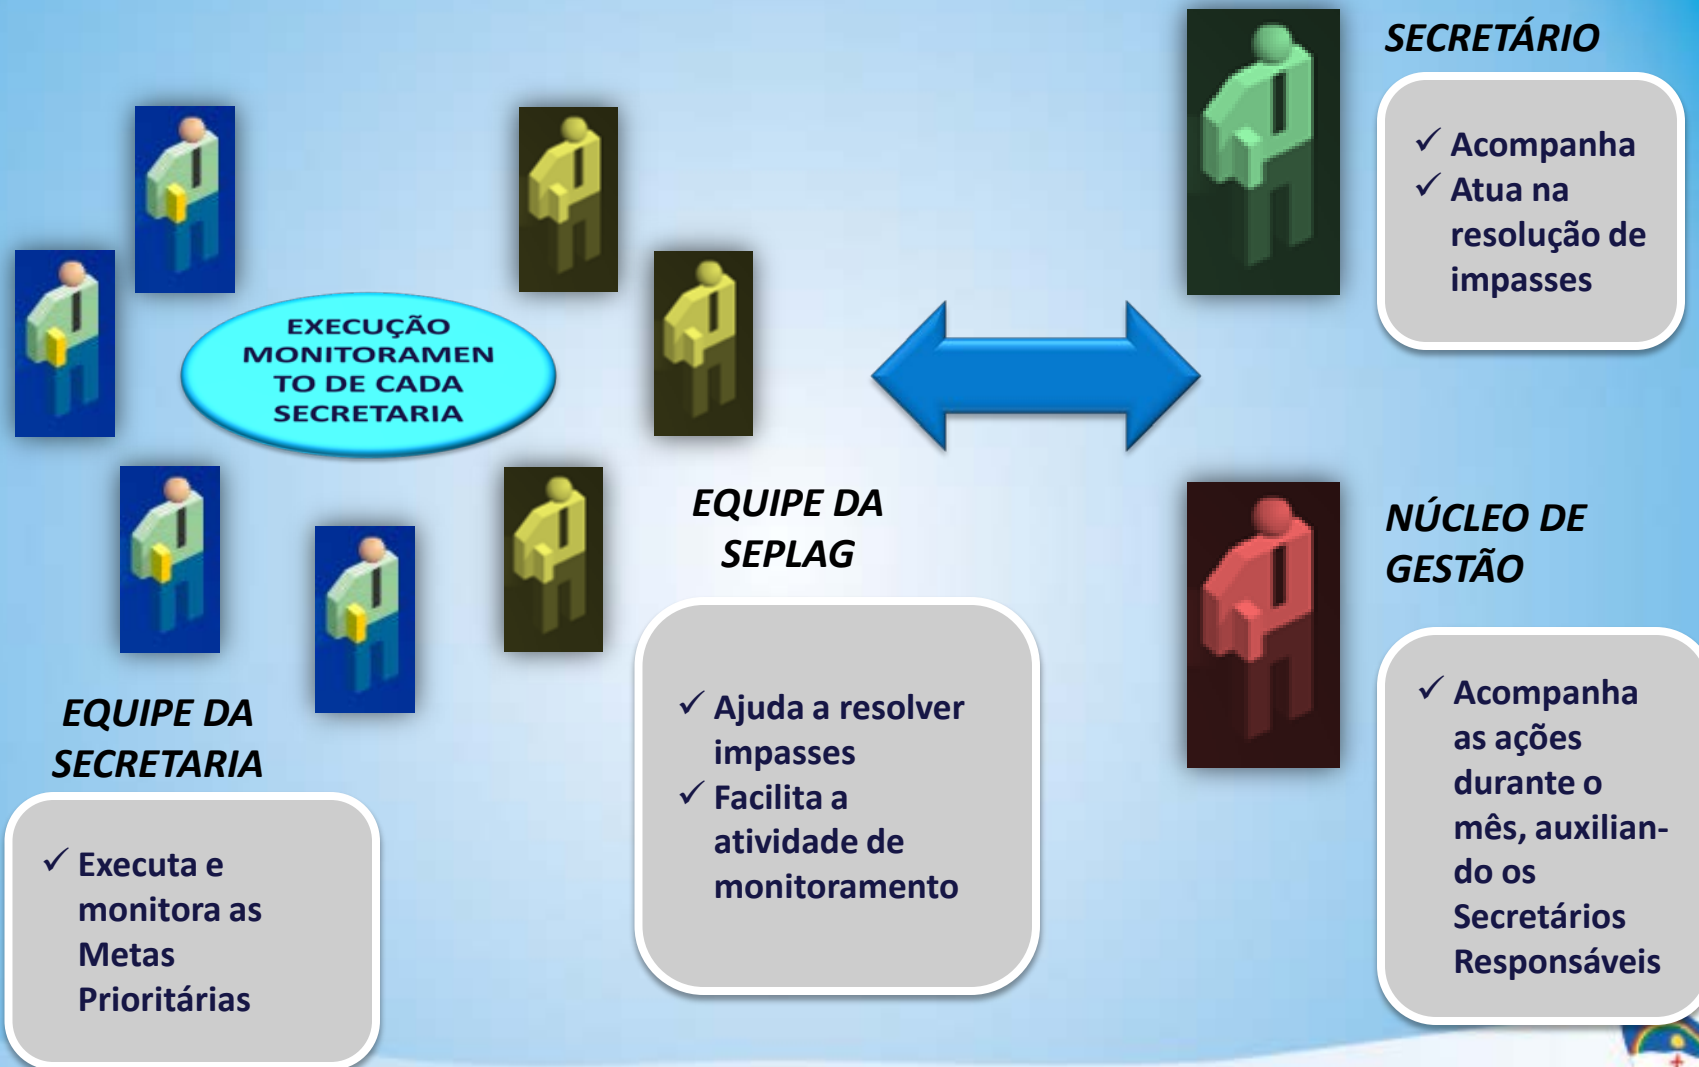 SECRETÁRIO
✓ Acompanha
✓ Atua na
resolução de
impasses
EXECUÇÃO
MONITORAMEN
TO DE CADA
SECRETARIA
EQUIPE DA
SEPLAG
✓ Ajuda a resolver
impasses
✓ Facilita a
atividade de
monitoramento
NÚCLEO DE
GESTÃO
✓ Acompanha
as ações
durante o
mês, auxilian-
do os
Secretários
Responsáveis
EQUIPE DA
SECRETARIA
✓ Executa e
monitora as
Metas
Prioritárias